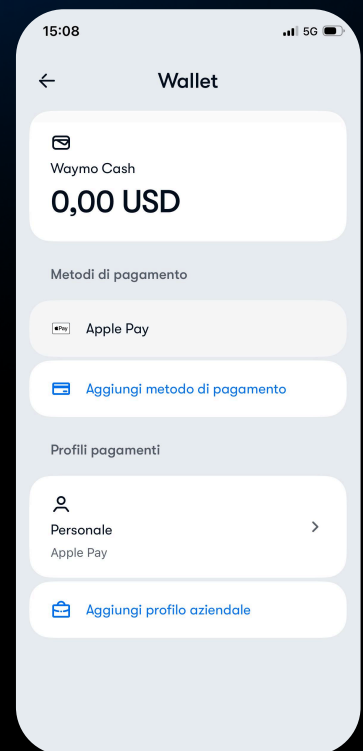 15:08
5G
Wallet
Waymo Cash
0,00 USD
Metodi di pagamento
Pay
Apple Pay
Aggiungi metodo di pagamento
Profili pagamenti
Personale
Apple Pay
Aggiungi profilo aziendale